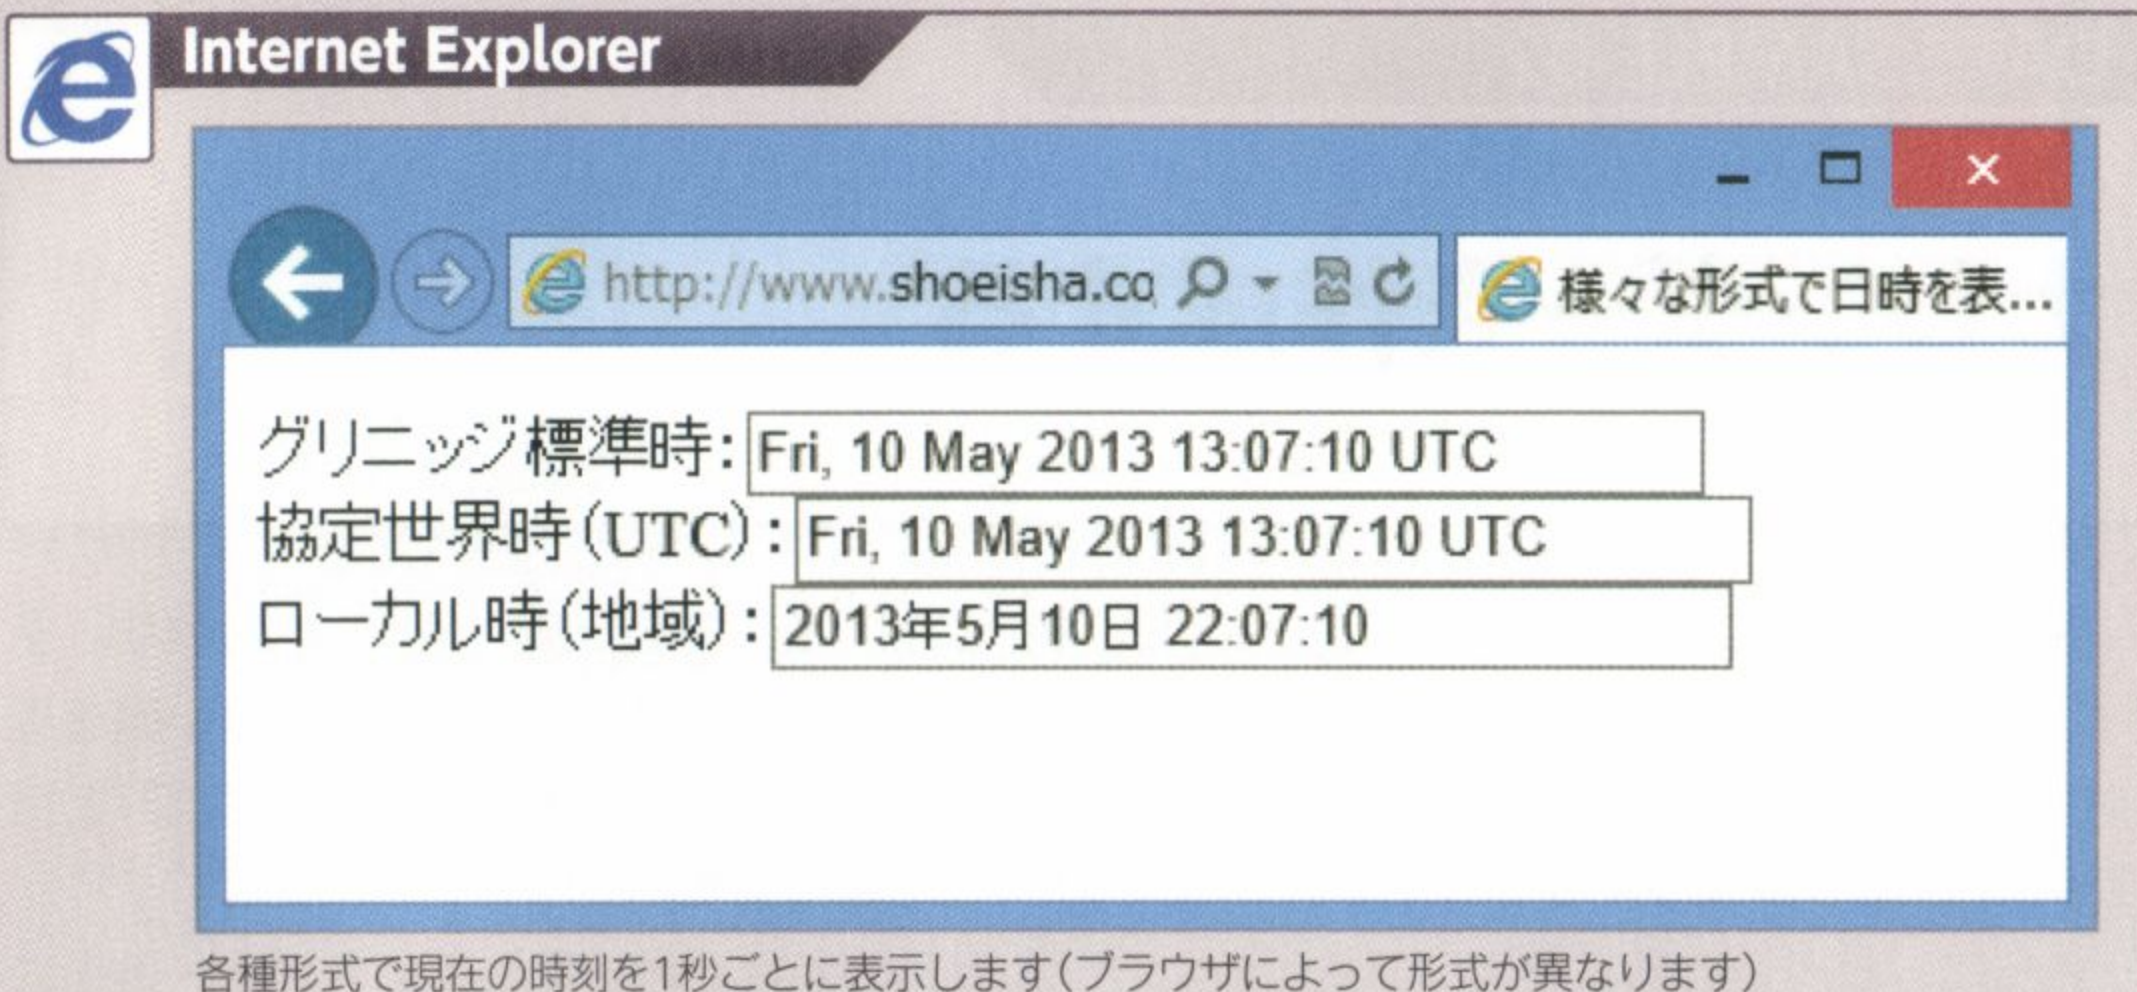 Internet Explorer
http://www.shoeisha.co
様々な形式で日時を表...
グリニッジ標準時：Fri, 10 May 2013 13:07:10 UTC
協定世界時（UTC）：Fri, 10 May 2013 13:07:10 UTC
ローカル時（地域）：2013年5月10日 22:07:10
各種形式で現在の時刻を1秒ごとに表示します（ブラウザによって形式が異なります）